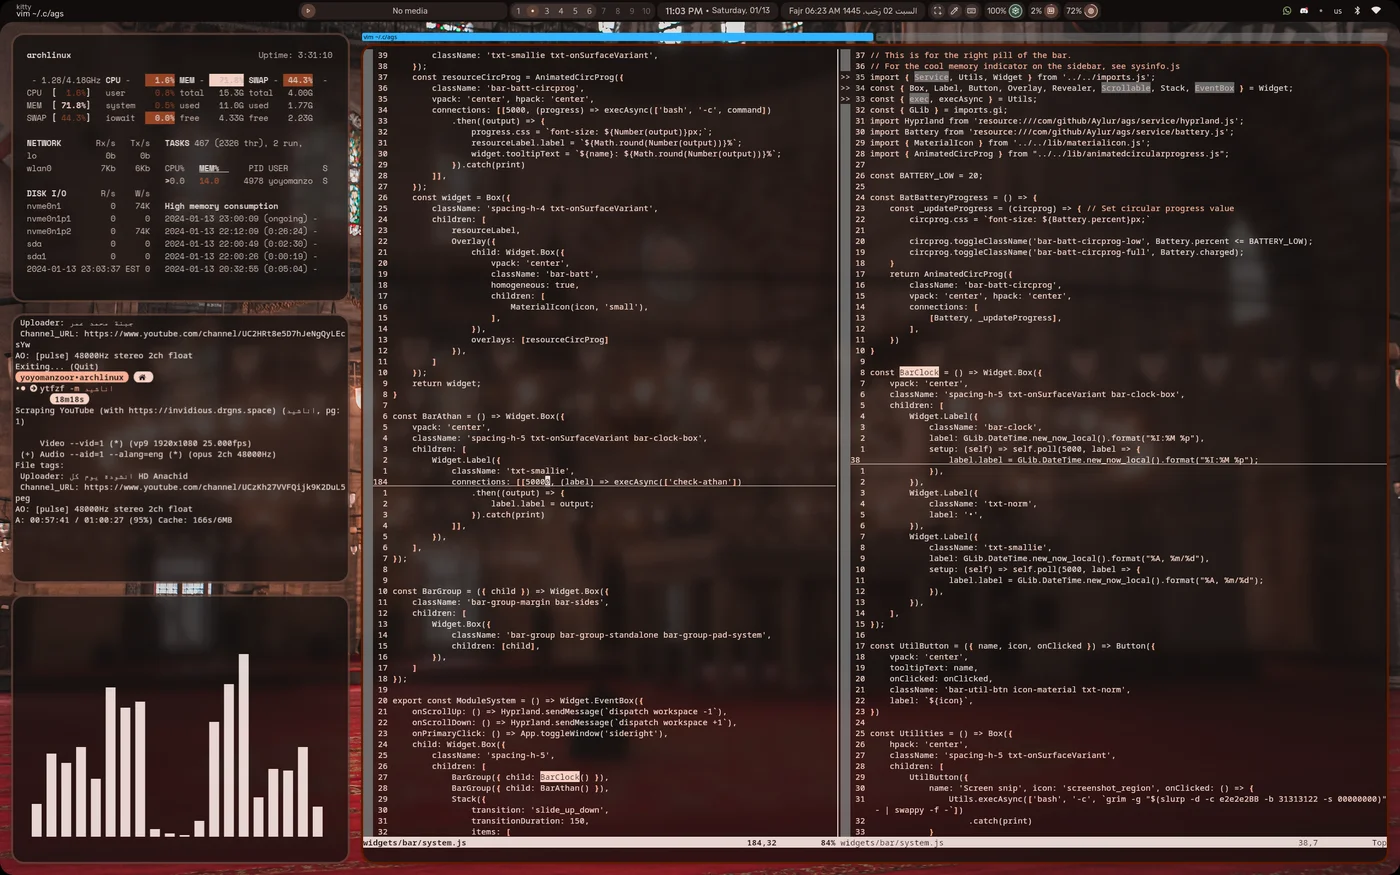 kitty
vim ~/.c/ags
No media
1 • 3 4 5 6 7 8 9 10
11:03 PM • Saturday, 01/13
Fajr 06:23 AM 1445 السبت 02 رَجَب،
100% 2% 72%
us
archlinux Uptime: 3:31:10
- 1.28/4.18GHz CPU - 1.6% MEM - 71.8% SWAP - 44.3% -
CPU [ 1.6%] user 0.8% total 15.3G total 4.00G
MEM [ 71.8%] system 0.5% used 11.0G used 1.77G
SWAP [ 44.3%] iowait 0.0% free 4.33G free 2.23G
NETWORK Rx/s Tx/s TASKS 467 (2326 thr), 2 run,
lo 0b 0b
wlan0 7Kb 6Kb CPU% MEM% PID USER S
>0.0 14.0 4978 yoyomanzo S
DISK I/O R/s W/s
nvme0n1 0 74K High memory consumption
nvme0n1p1 0 0 2024-01-13 23:00:09 (ongoing) -
nvme0n1p2 0 74K 2024-01-13 22:12:09 (0:26:24) -
sda 0 0 2024-01-13 22:00:49 (0:02:30) -
sda1 0 0 2024-01-13 22:00:26 (0:00:19) -
2024-01-13 23:03:37 EST 0 2024-01-13 20:32:55 (0:05:04) -
Uploader: جينة محمد عمر
Channel_URL: https://www.youtube.com/channel/UC2HRt8e5D7hJeNgQyLEc
sYw
AO: [pulse] 48000Hz stereo 2ch float
Exiting... (Quit)
yoyomanzoor•archlinux
ytfzf -m اناشيد
18m18s
Scraping YouTube (with https://invidious.drgns.space) (اناشيد, pg:
1)
Video --vid=1 (*) (vp9 1920x1080 25.000fps)
(+) Audio --aid=1 --alang=eng (*) (opus 2ch 48000Hz)
File tags:
Uploader: انشودة يوم كل HD Anachid
Channel_URL: https://www.youtube.com/channel/UCzKh27VVFQijk9K2DuL5
peg
AO: [pulse] 48000Hz stereo 2ch float
A: 00:57:41 / 01:00:27 (95%) Cache: 166s/6MB
vim ~/.c/ags
39 className: 'txt-smallie txt-onSurfaceVariant',
38 });
37 const resourceCircProg = AnimatedCircProg({
36 className: 'bar-batt-circprog',
35 vpack: 'center', hpack: 'center',
34 connections: [[5000, (progress) => execAsync(['bash', '-c', command])
33 .then((output) => {
32 progress.css = `font-size: ${Number(output)}px;`;
31 resourceLabel.label = `${Math.round(Number(output))}%`;
30 widget.tooltipText = `${name}: ${Math.round(Number(output))}%`;
29 }).catch(print)
28 ]],
27 });
26 const widget = Box({
25 className: 'spacing-h-4 txt-onSurfaceVariant',
24 children: [
23 resourceLabel,
22 Overlay({
21 child: Widget.Box({
20 vpack: 'center',
19 className: 'bar-batt',
18 homogeneous: true,
17 children: [
16 MaterialIcon(icon, 'small'),
15 ],
14 }),
13 overlays: [resourceCircProg]
12 }),
11 ]
10 });
9 return widget;
8 }
7
6 const BarAthan = () => Widget.Box({
5 vpack: 'center',
4 className: 'spacing-h-5 txt-onSurfaceVariant bar-clock-box',
3 children: [
2 Widget.Label({
1 className: 'txt-smallie',
184 connections: [[5000, (label) => execAsync(['check-athan'])
1 .then((output) => {
2 label.label = output;
3 }).catch(print)
4 ]],
5 }),
6 ],
7 });
8
9
10 const BarGroup = ({ child }) => Widget.Box({
11 className: 'bar-group-margin bar-sides',
12 children: [
13 Widget.Box({
14 className: 'bar-group bar-group-standalone bar-group-pad-system',
15 children: [child],
16 }),
17 ]
18 });
19
20 export const ModuleSystem = () => Widget.EventBox({
21 onScrollUp: () => Hyprland.sendMessage(`dispatch workspace -1`),
22 onScrollDown: () => Hyprland.sendMessage(`dispatch workspace +1`),
23 onPrimaryClick: () => App.toggleWindow('sideright'),
24 child: Widget.Box({
25 className: 'spacing-h-5',
26 children: [
27 BarGroup({ child: BarClock() }),
28 BarGroup({ child: BarAthan() }),
29 Stack({
30 transition: 'slide_up_down',
31 transitionDuration: 150,
32 items: [
widgets/bar/system.js 184,32 84%
37 // This is for the right pill of the bar.
36 // For the cool memory indicator on the sidebar, see sysinfo.js
>> 35 import { Service, Utils, Widget } from '../../imports.js';
>> 34 const { Box, Label, Button, Overlay, Revealer, Scrollable, Stack, EventBox } = Widget;
>> 33 const { exec, execAsync } = Utils;
32 const { GLib } = imports.gi;
31 import Hyprland from 'resource:///com/github/Aylur/ags/service/hyprland.js';
30 import Battery from 'resource:///com/github/Aylur/ags/service/battery.js';
29 import { MaterialIcon } from '../../lib/materialicon.js';
28 import { AnimatedCircProg } from "../../lib/animatedcircularprogress.js";
27
26 const BATTERY_LOW = 20;
25
24 const BatBatteryProgress = () => {
23 const _updateProgress = (circprog) => { // Set circular progress value
22 circprog.css = `font-size: ${Battery.percent}px;`
21
20 circprog.toggleClassName('bar-batt-circprog-low', Battery.percent <= BATTERY_LOW);
19 circprog.toggleClassName('bar-batt-circprog-full', Battery.charged);
18 }
17 return AnimatedCircProg({
16 className: 'bar-batt-circprog',
15 vpack: 'center', hpack: 'center',
14 connections: [
13 [Battery, _updateProgress],
12 ],
11 })
10 }
9
8 const BarClock = () => Widget.Box({
7 vpack: 'center',
6 className: 'spacing-h-5 txt-onSurfaceVariant bar-clock-box',
5 children: [
4 Widget.Label({
3 className: 'bar-clock',
2 label: GLib.DateTime.new_now_local().format("%I:%M %p"),
1 setup: (self) => self.poll(5000, label => {
38 label.label = GLib.DateTime.new_now_local().format("%I:%M %p");
1 }),
2 }),
3 Widget.Label({
4 className: 'txt-norm',
5 label: '•',
6 }),
7 Widget.Label({
8 className: 'txt-smallie',
9 label: GLib.DateTime.new_now_local().format("%A, %m/%d"),
10 setup: (self) => self.poll(5000, label => {
11 label.label = GLib.DateTime.new_now_local().format("%A, %m/%d");
12 }),
13 }),
14 ],
15 });
16
17 const UtilButton = ({ name, icon, onClicked }) => Button({
18 vpack: 'center',
19 tooltipText: name,
20 onClicked: onClicked,
21 className: 'bar-util-btn icon-material txt-norm',
22 label: `${icon}`,
23 })
24
25 const Utilities = () => Box({
26 hpack: 'center',
27 className: 'spacing-h-5 txt-onSurfaceVariant',
28 children: [
29 UtilButton({
30 name: 'Screen snip', icon: 'screenshot_region', onClicked: () => {
31 Utils.execAsync(['bash', '-c', `grim -g "$(slurp -d -c e2e2e2BB -b 31313122 -s 00000000)"
- | swappy -f -`])
32 .catch(print)
33 }
widgets/bar/system.js 38,7 Top